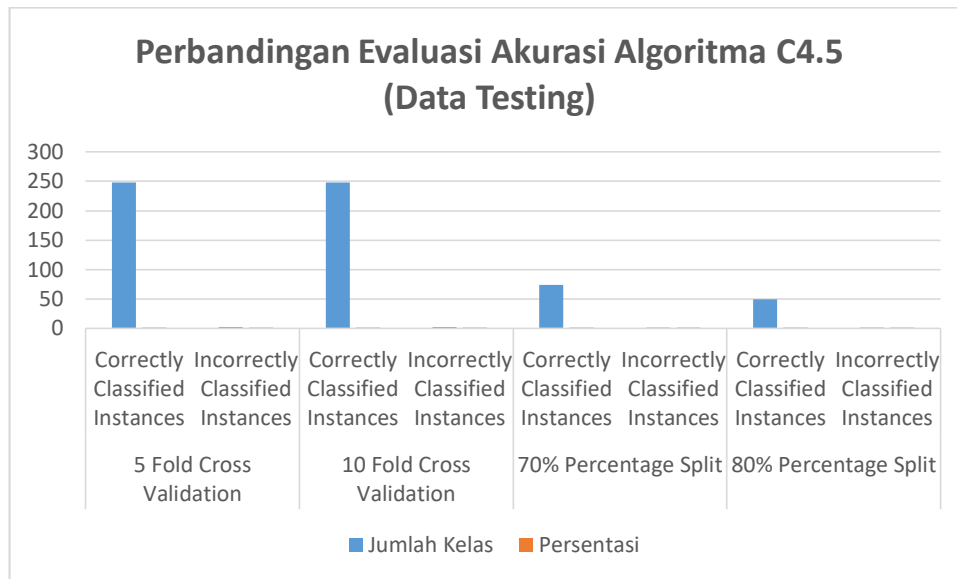 Perbandingan Evaluasi Akurasi Algoritma C4.5
(Data Testing)
300
250
200
150
100
50
0
Correctly Incorrectly Correctly Incorrectly Correctly Incorrectly Correctly Incorrectly
Classified Classified Classified Classified Classified Classified Classified Classified
Instances Instances Instances Instances Instances Instances Instances Instances
5 Fold Cross 10 Fold Cross 70% Percentage Split 80% Percentage Split
Validation Validation
Jumlah Kelas Persentasi